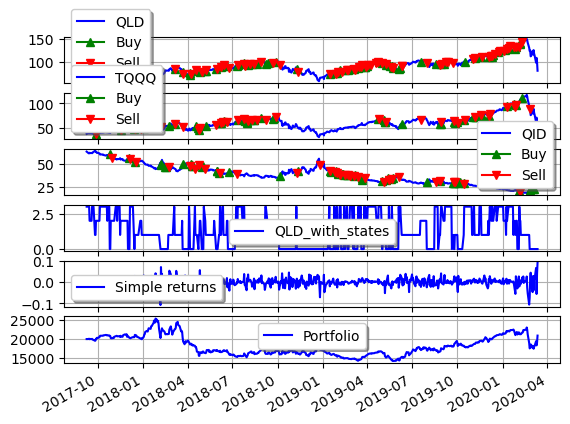 QLD
Buy
Sell
150
100
TQQQ
Buy
Sell
100
50
QID
Buy
Sell
50
25
2.5
0.0
QLD_with_states
0.1
0.0
−0.1
Simple returns
25000
20000
15000
Portfolio
2017-10
2018-01
2018-04
2018-07
2018-10
2019-01
2019-04
2019-07
2019-10
2020-01
2020-04